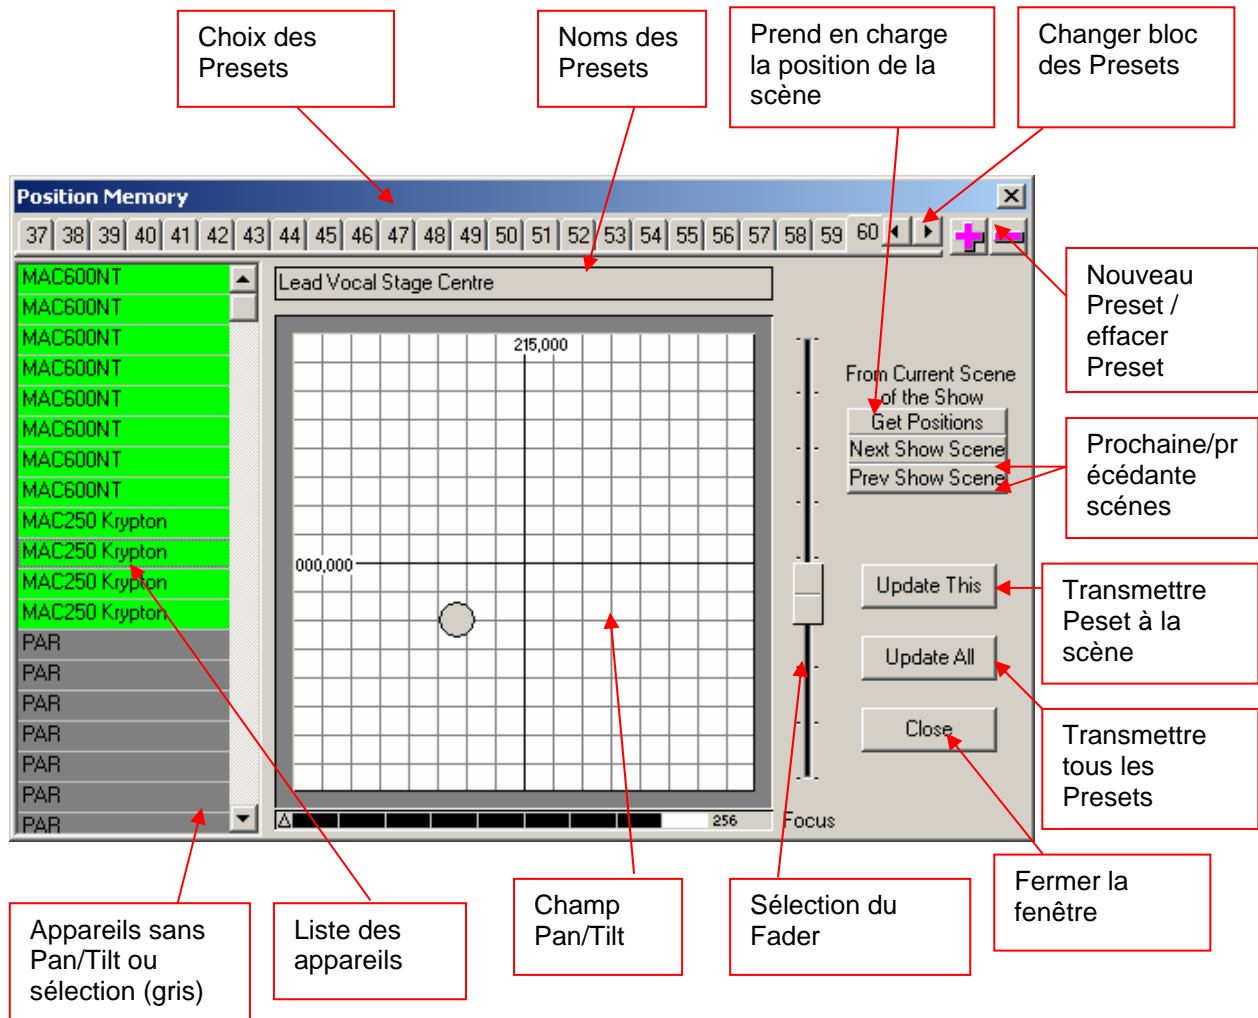 Choix des
Presets
Noms des
Presets
Prend en charge
la position de la
scène
Changer bloc
des Presets
Position Memory
37 38 39 40 41 42 43 44 45 46 47 48 49 50 51 52 53 54 55 56 57 58 59 60
MAC600NT
MAC600NT
MAC600NT
MAC600NT
MAC600NT
MAC600NT
MAC600NT
MAC600NT
MAC250 Krypton
MAC250 Krypton
MAC250 Krypton
MAC250 Krypton
PAR
PAR
PAR
PAR
PAR
PAR
PAR
Lead Vocal Stage Centre
215,000
000,000
256
Focus
From Current Scene
of the Show
Get Positions
Next Show Scene
Prev Show Scene
Update This
Update All
Close
Nouveau
Preset /
effacer
Preset
Prochaine/pr
écédante
scénes
Transmettre
Peset à la
scène
Transmettre
tous les
Presets
Fermer la
fenêtre
Appareils sans
Pan/Tilt ou
sélection (gris)
Liste des
appareils
Champ
Pan/Tilt
Sélection du
Fader